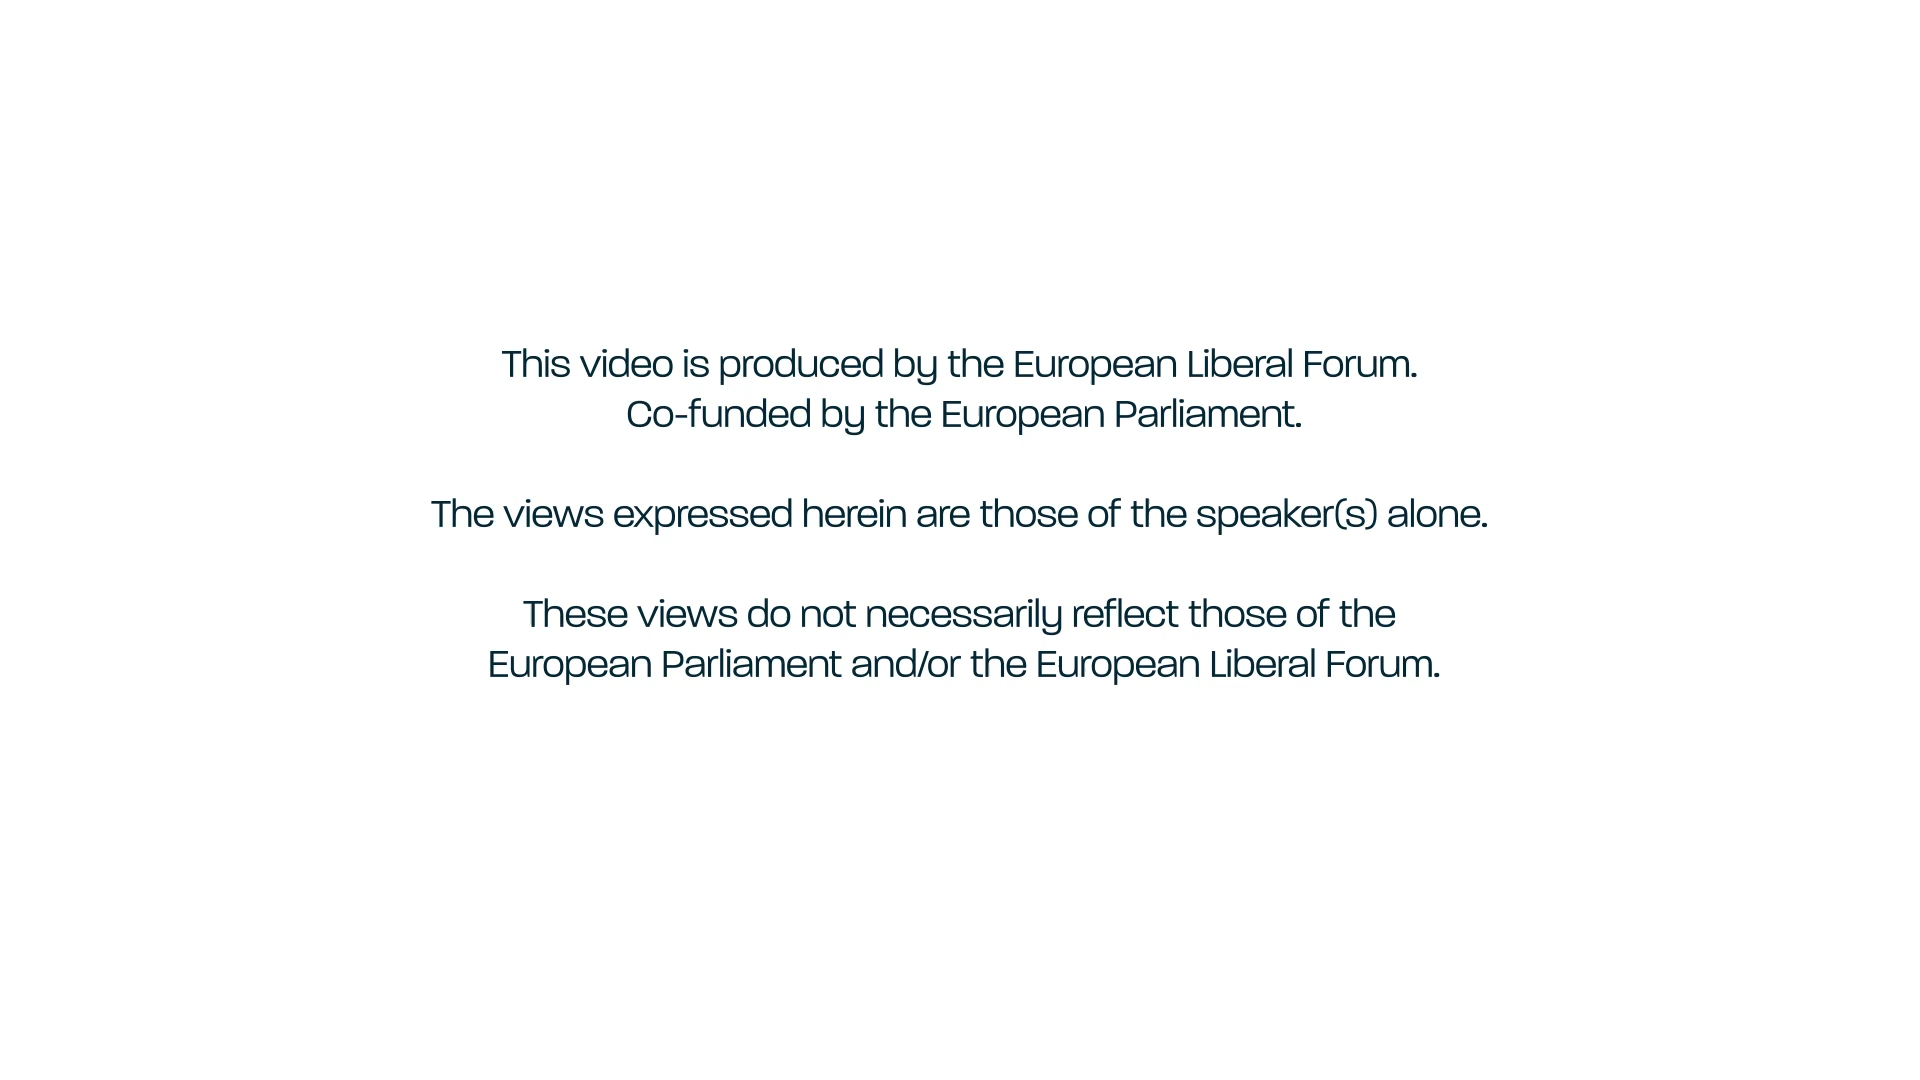 This video is produced by the European Liberal Forum.
Co-funded by the European Parliament.
The views expressed herein are those of the speaker(s) alone.
These views do not necessarily reflect those of the
European Parliament and/or the European Liberal Forum.